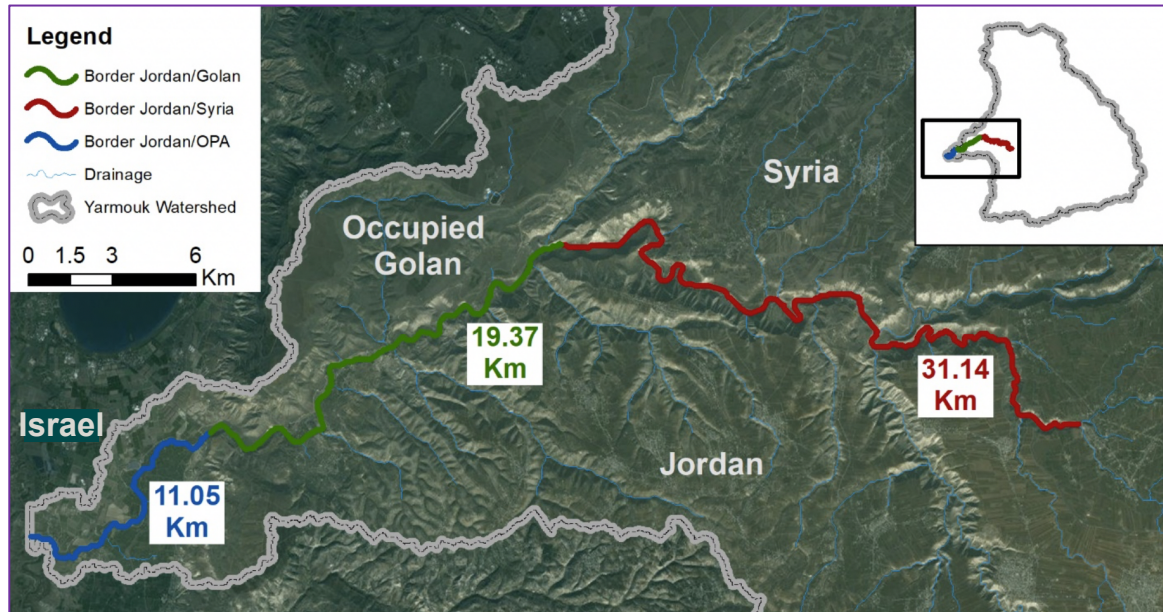 Legend
Border Jordan/Golan
Border Jordan/Syria
Border Jordan/OPA
Drainage
Yarmouk Watershed
0 1.5 3 6
Km
Syria
Occupied
Golan
19.37
Km
31.14
Km
Israel
Jordan
11.05
Km